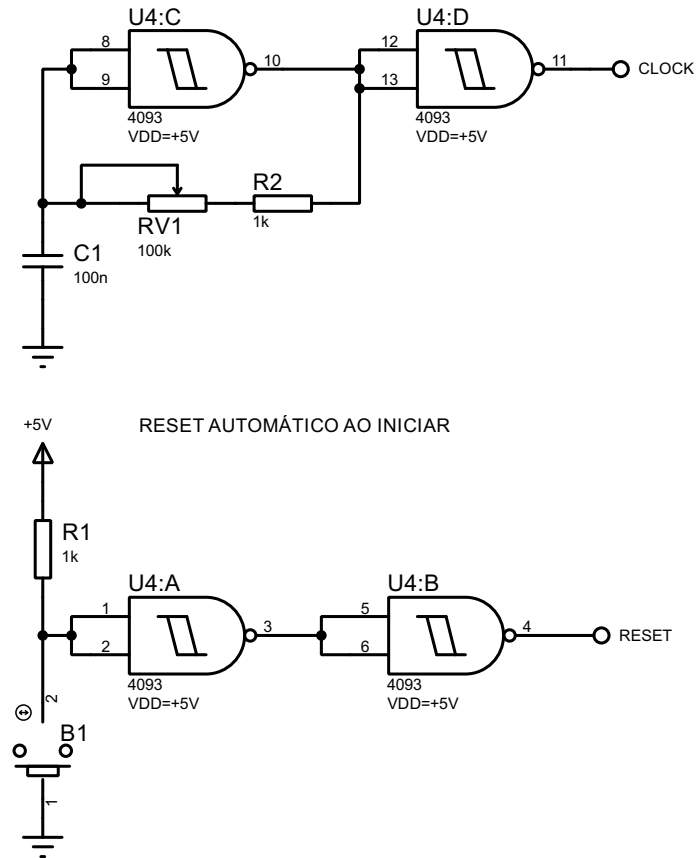 U4:C
U4:D
8
9
10
12
13
11
CLOCK
4093
VDD=+5V
4093
VDD=+5V
RV1
100k
R2
1k
C1
100n
+5V
RESET AUTOMÁTICO AO INICIAR
R1
1k
U4:A
U4:B
1
2
3
5
6
4
RESET
4093
VDD=+5V
4093
VDD=+5V
2
B1
1